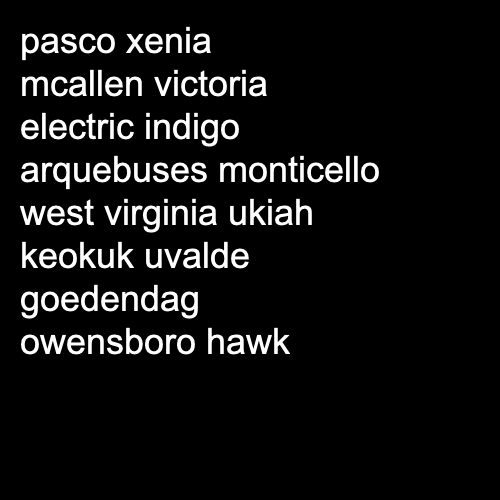 pasco xenia
mcallen victoria
electric indigo
arquebuses monticello
west virginia ukiah
keokuk uvalde
goedendag
owensboro hawk